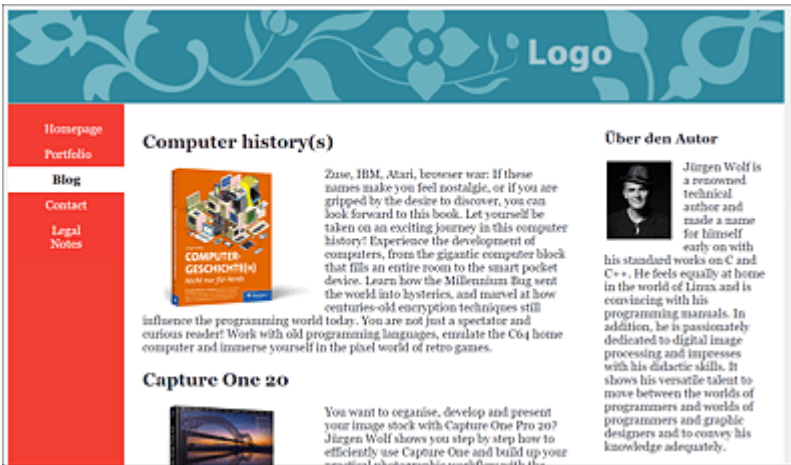 Logo
Homepage
Portfolio
Blog
Contact
Legal
Notes
Computer history(s)
COMPUTER-
GESCHICHTE(N)
Nicht nur für Nerds
Zuse, IBM, Atari, browser war: If these
names make you feel nostalgic, or if you are
gripped by the desire to discover, you can
look forward to this book. Let yourself be
taken on an exciting journey in this computer
history! Experience the development of
computers, from the gigantic computer block
that fills an entire room to the smart pocket
device. Learn how the Millennium Bug sent
the world into hysterics, and marvel at how
centuries-old encryption techniques still
influence the programming world today. You are not just a spectator and
curious reader! Work with old programming languages, emulate the C64 home
computer and immerse yourself in the pixel world of retro games.
Capture One 20
You want to organise, develop and present
your image stock with Capture One Pro 20?
Jürgen Wolf shows you step by step how to
efficiently use Capture One and build up your
practical photographic workflow with the
Über den Autor
Jürgen Wolf is
a renowned
technical
author and
made a name
for himself
early on with
his standard works on C and
C++. He feels equally at home
in the world of Linux and is
convincing with his
programming manuals. In
addition, he is passionately
dedicated to digital image
processing and impresses
with his didactic skills. It
shows his versatile talent to
move between the worlds of
programmers and worlds of
programmers and graphic
designers and to convey his
knowledge adequately.